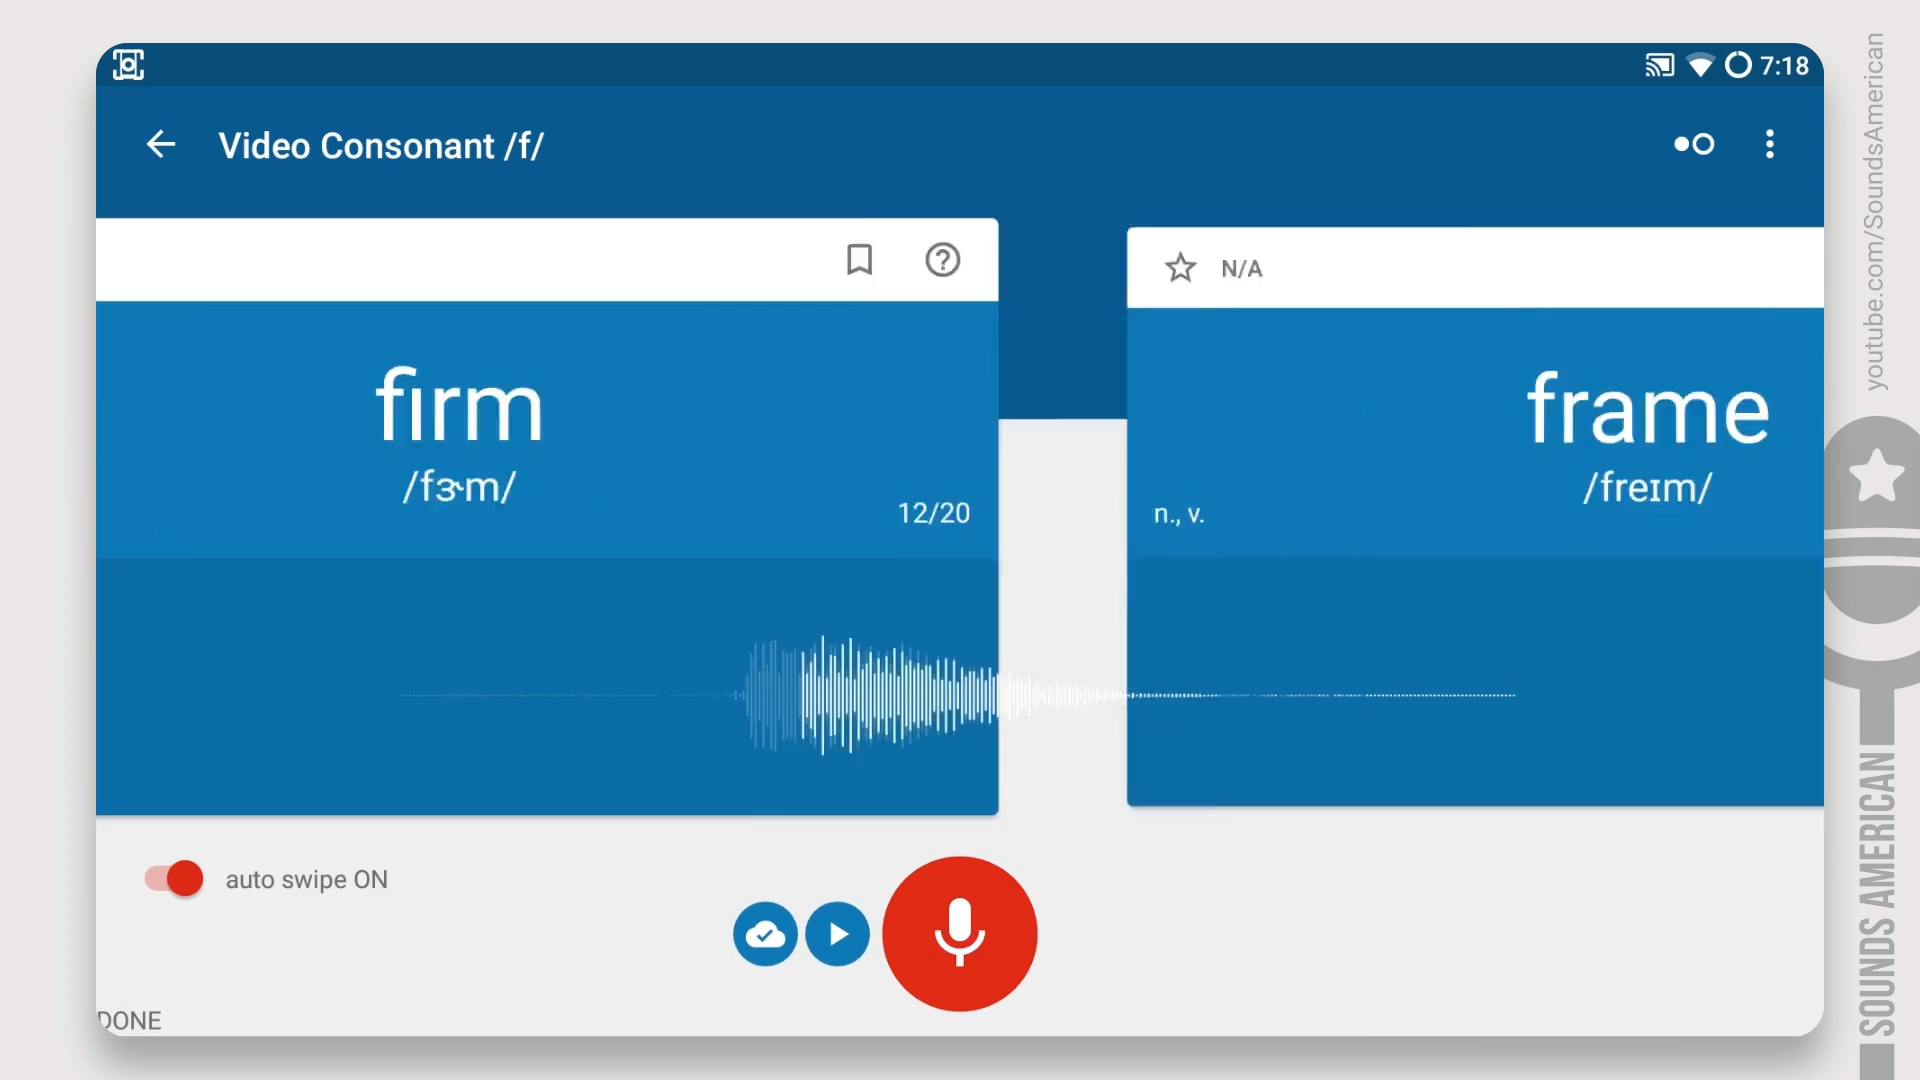 7:18
Video Consonant /f/
N/A
firm
/fɝm/
12/20
frame
/freɪm/
n., v.
auto swipe ON
DONE
youtube.com/SoundsAmerican
SOUNDS AMERICAN